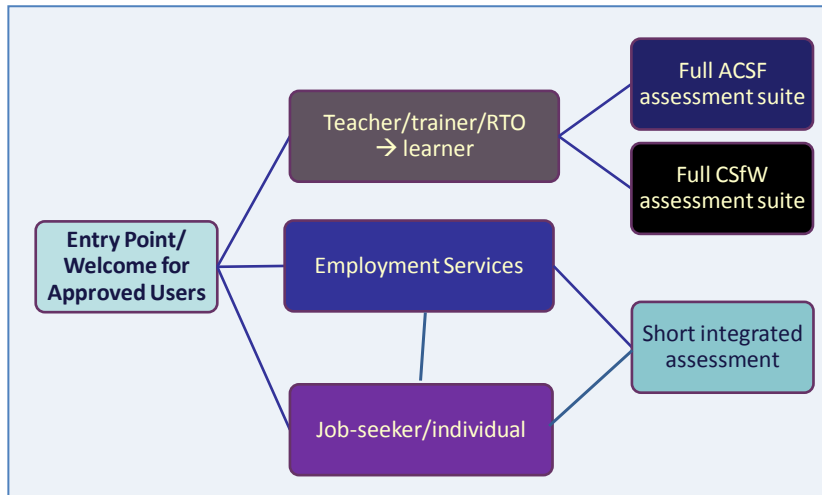 Entry Point/
Welcome for
Approved Users
Teacher/trainer/RTO
→ learner
Employment Services
Job-seeker/individual
Full ACSF
assessment suite
Full CSfW
assessment suite
Short integrated
assessment